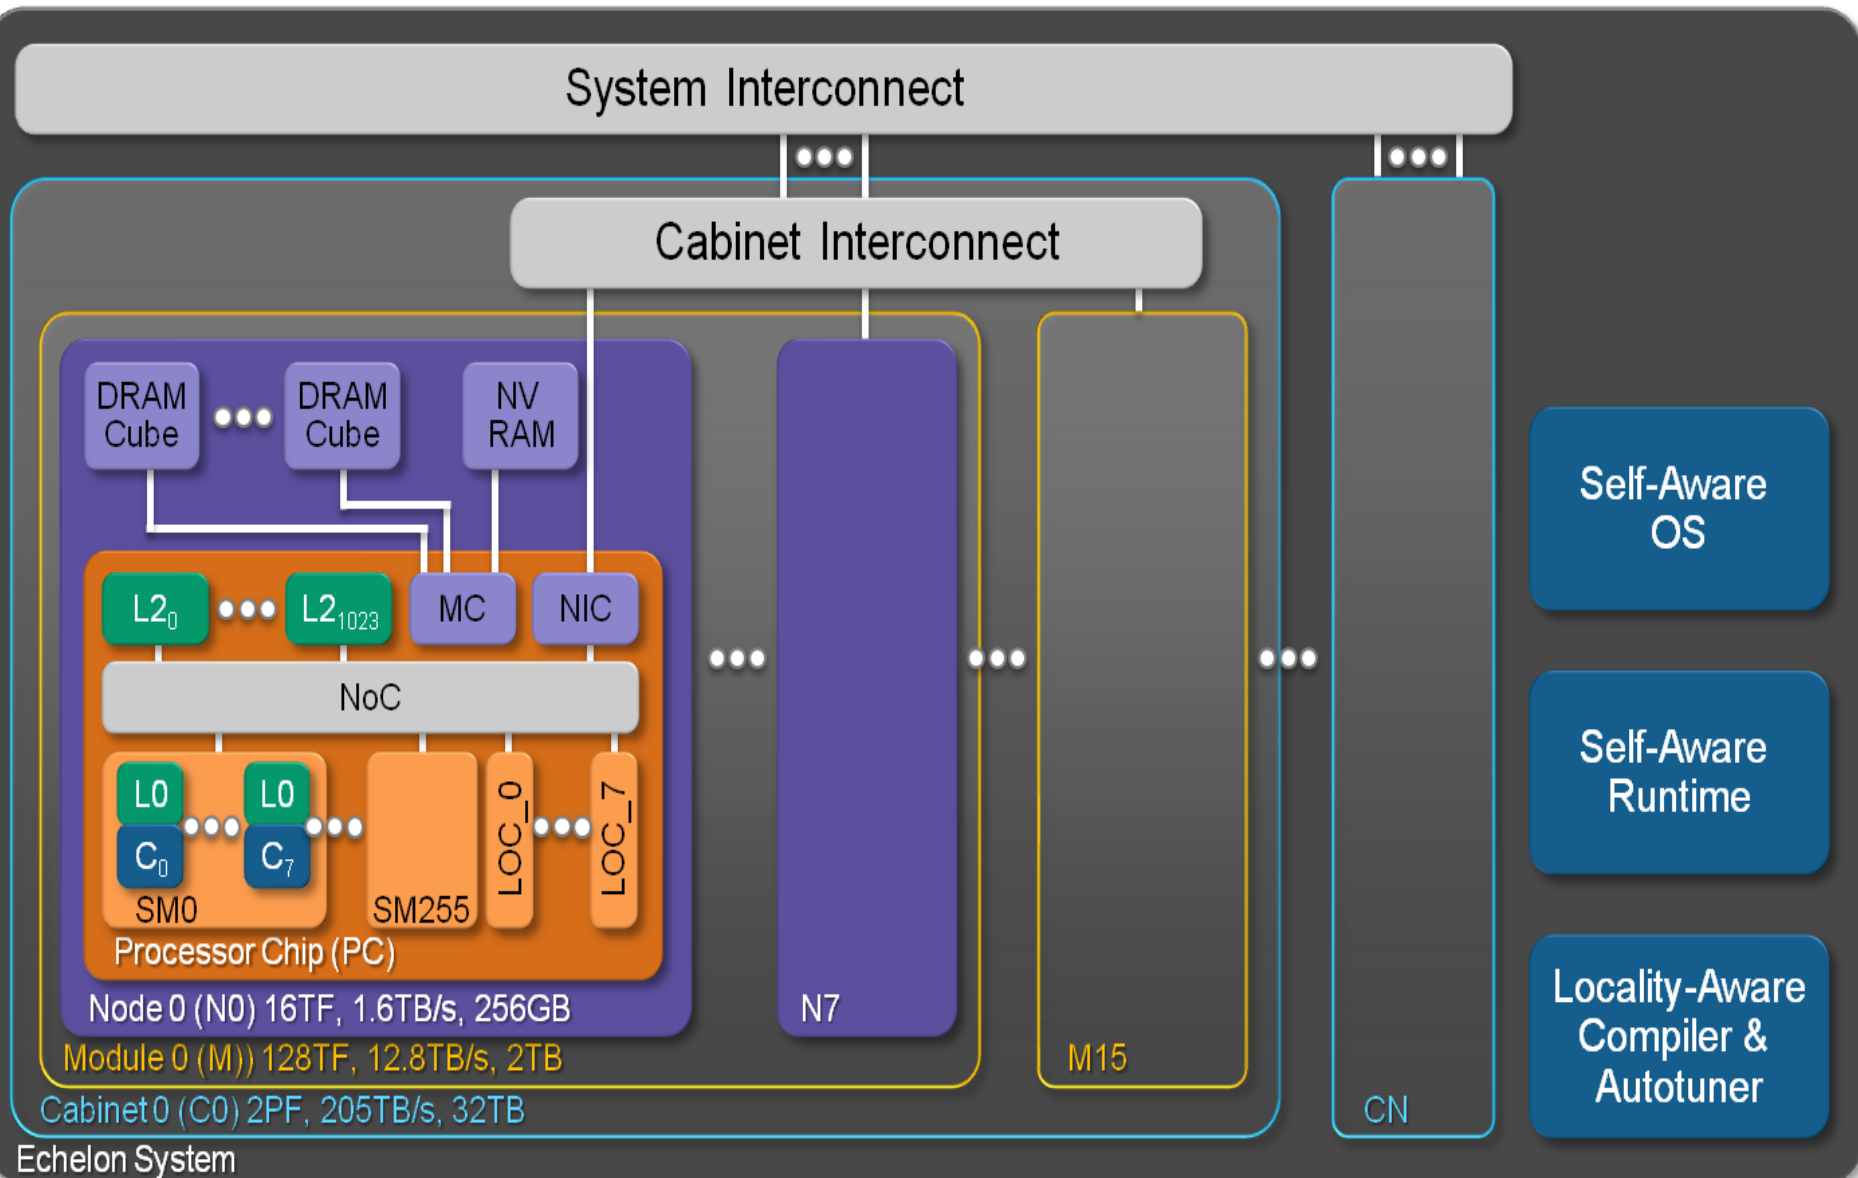 System Interconnect
Cabinet Interconnect
DRAM
Cube
DRAM
Cube
NV
RAM
L2₀
L2₁₀₂₃
MC
NIC
NoC
L0
C₀
L0
C₇
SM0
SM255
LOC_0
LOC_7
Processor Chip (PC)
Node 0 (N0) 16TF, 1.6TB/s, 256GB
N7
Module 0 (M)) 128TF, 12.8TB/s, 2TB
M15
Cabinet 0 (C0) 2PF, 205TB/s, 32TB
CN
Echelon System
Self-Aware
OS
Self-Aware
Runtime
Locality-Aware
Compiler &
Autotuner